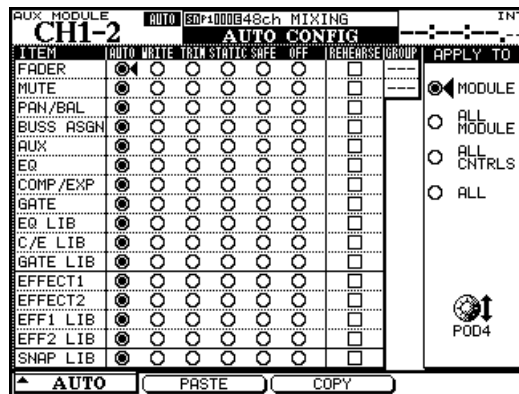 AUX MODULE AUTO 48ch MIXING INT
CH1-2 AUTO CONFIG --:--:--.--
ITEM AUTO WRITE TRIM STATIC SAFE OFF REHEARSE GROUP APPLY TO
FADER ---
MUTE --- MODULE
PAN/BAL
BUSS ASGN ALL MODULE
AUX
EQ ALL CNTRLS
COMP/EXP
GATE ALL
EQ LIB
C/E LIB
GATE LIB
EFFECT1
EFFECT2
EFF1 LIB
EFF2 LIB POD4
SNAP LIB
AUTO PASTE COPY